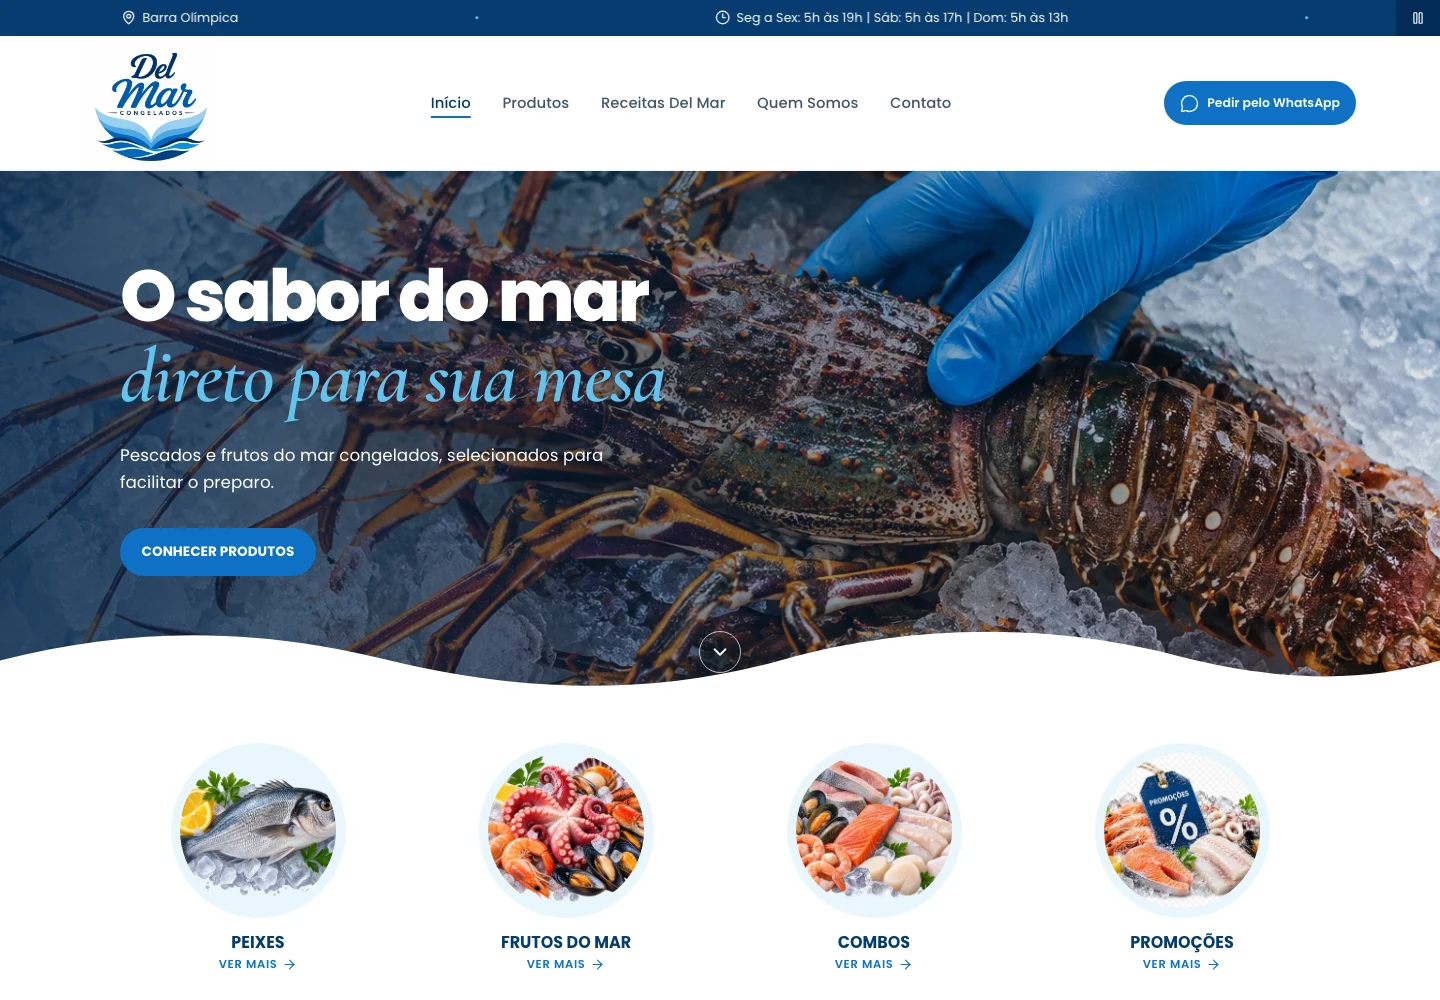 Barra Olímpica
Seg a Sex: 5h às 19h | Sáb: 5h às 17h | Dom: 5h às 13h
Del
Mar
CONGELADOS
Início
Produtos
Receitas Del Mar
Quem Somos
Contato
Pedir pelo WhatsApp
O sabor do mar
direto para sua mesa
Pescados e frutos do mar congelados, selecionados para
facilitar o preparo.
CONHECER PRODUTOS
PROMOÇÕES
%
PEIXES
VER MAIS
FRUTOS DO MAR
VER MAIS
COMBOS
VER MAIS
PROMOÇÕES
VER MAIS